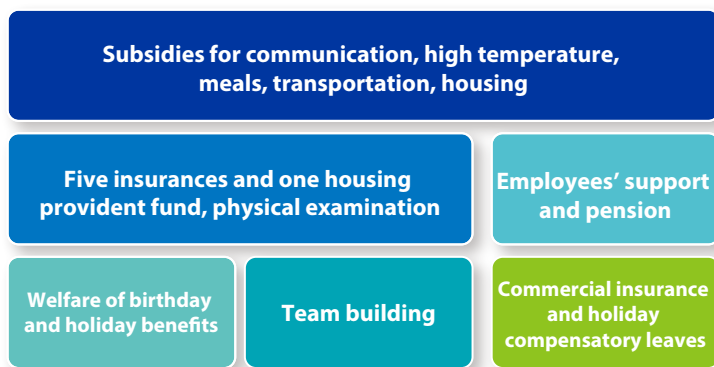 Subsidies for communication, high temperature,
meals, transportation, housing
Five insurances and one housing
provident fund, physical examination
Employees’ support
and pension
Welfare of birthday
and holiday benefits
Team building
Commercial insurance
and holiday
compensatory leaves